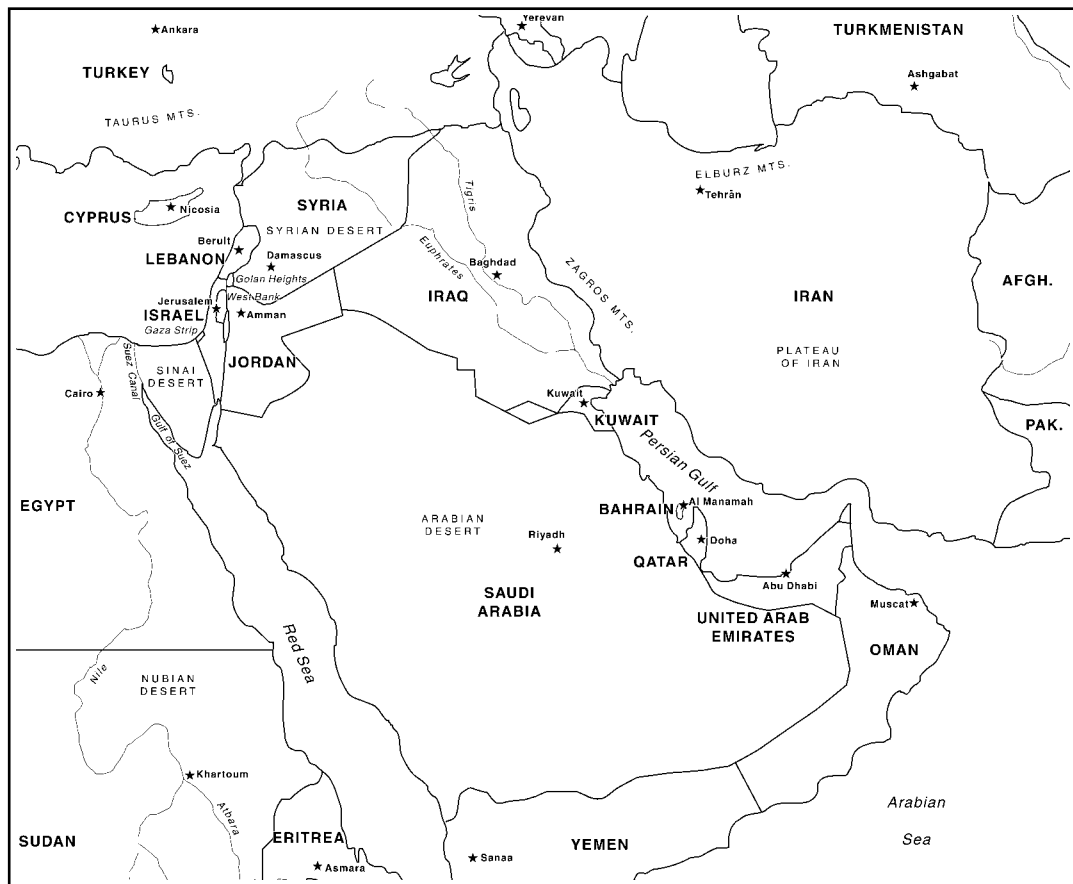 Yerevan
Ankara
TURKMENISTAN
TURKEY
Ashgabat
TAURUS MTS.
ELBURZ MTS.
Tehrān
Tigris
CYPRUS
Nicosia
SYRIA
SYRIAN DESERT
Berult
LEBANON
Damascus
Golan Heights
Euphrates
Baghdad
ZAGROS MTS.
AFGH.
IRAQ
IRAN
West Bank
Jerusalem
ISRAEL
Amman
Gaza Strip
Suez Canal
SINAI
DESERT
JORDAN
PLATEAU
OF IRAN
Cairo
Kuwait
KUWAIT
PAK.
Gulf of Suez
Persian Gulf
EGYPT
BAHRAIN
Al Manamah
ARABIAN
DESERT
Riyadh
Doha
QATAR
Abu Dhabi
SAUDI
ARABIA
Muscat
UNITED ARAB
EMIRATES
OMAN
Red Sea
Nile
NUBIAN
DESERT
Khartoum
Atbara
Arabian
Sea
SUDAN
ERITREA
YEMEN
Sanaa
Asmara